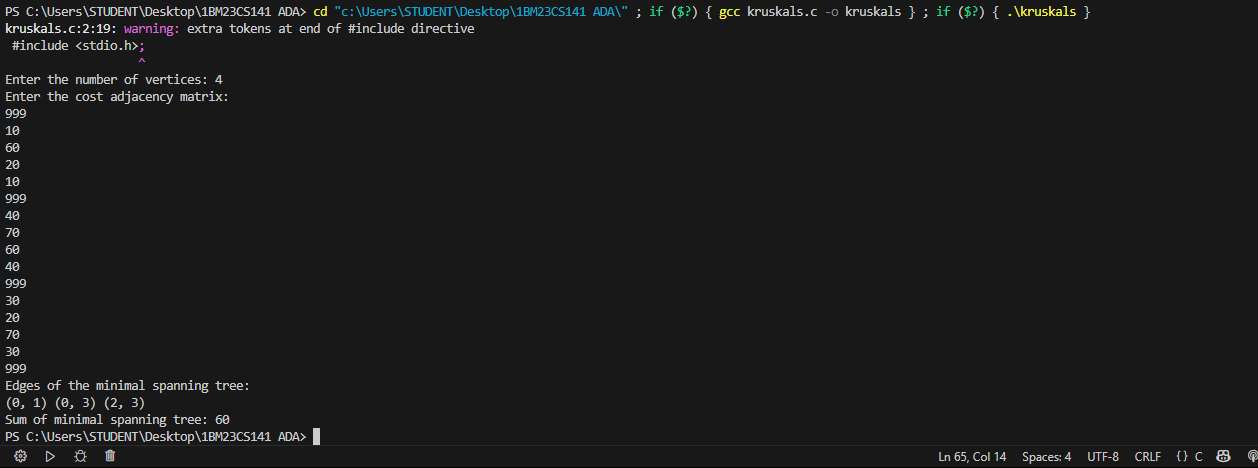 PS C:\Users\STUDENT\Desktop\1BM23CS141 ADA> cd "c:\Users\STUDENT\Desktop\1BM23CS141 ADA\" ; if ($?) { gcc kruskals.c -o kruskals } ; if ($?) { .\kruskals }
kruskals.c:2:19: warning: extra tokens at end of #include directive
 #include <stdio.h>;
                   ^
Enter the number of vertices: 4
Enter the cost adjacency matrix:
999
10
60
20
10
999
40
70
60
40
999
30
20
70
30
999
Edges of the minimal spanning tree:
(0, 1) (0, 3) (2, 3)
Sum of minimal spanning tree: 60
PS C:\Users\STUDENT\Desktop\1BM23CS141 ADA>
Ln 65, Col 14 Spaces: 4 UTF-8 CRLF {} C